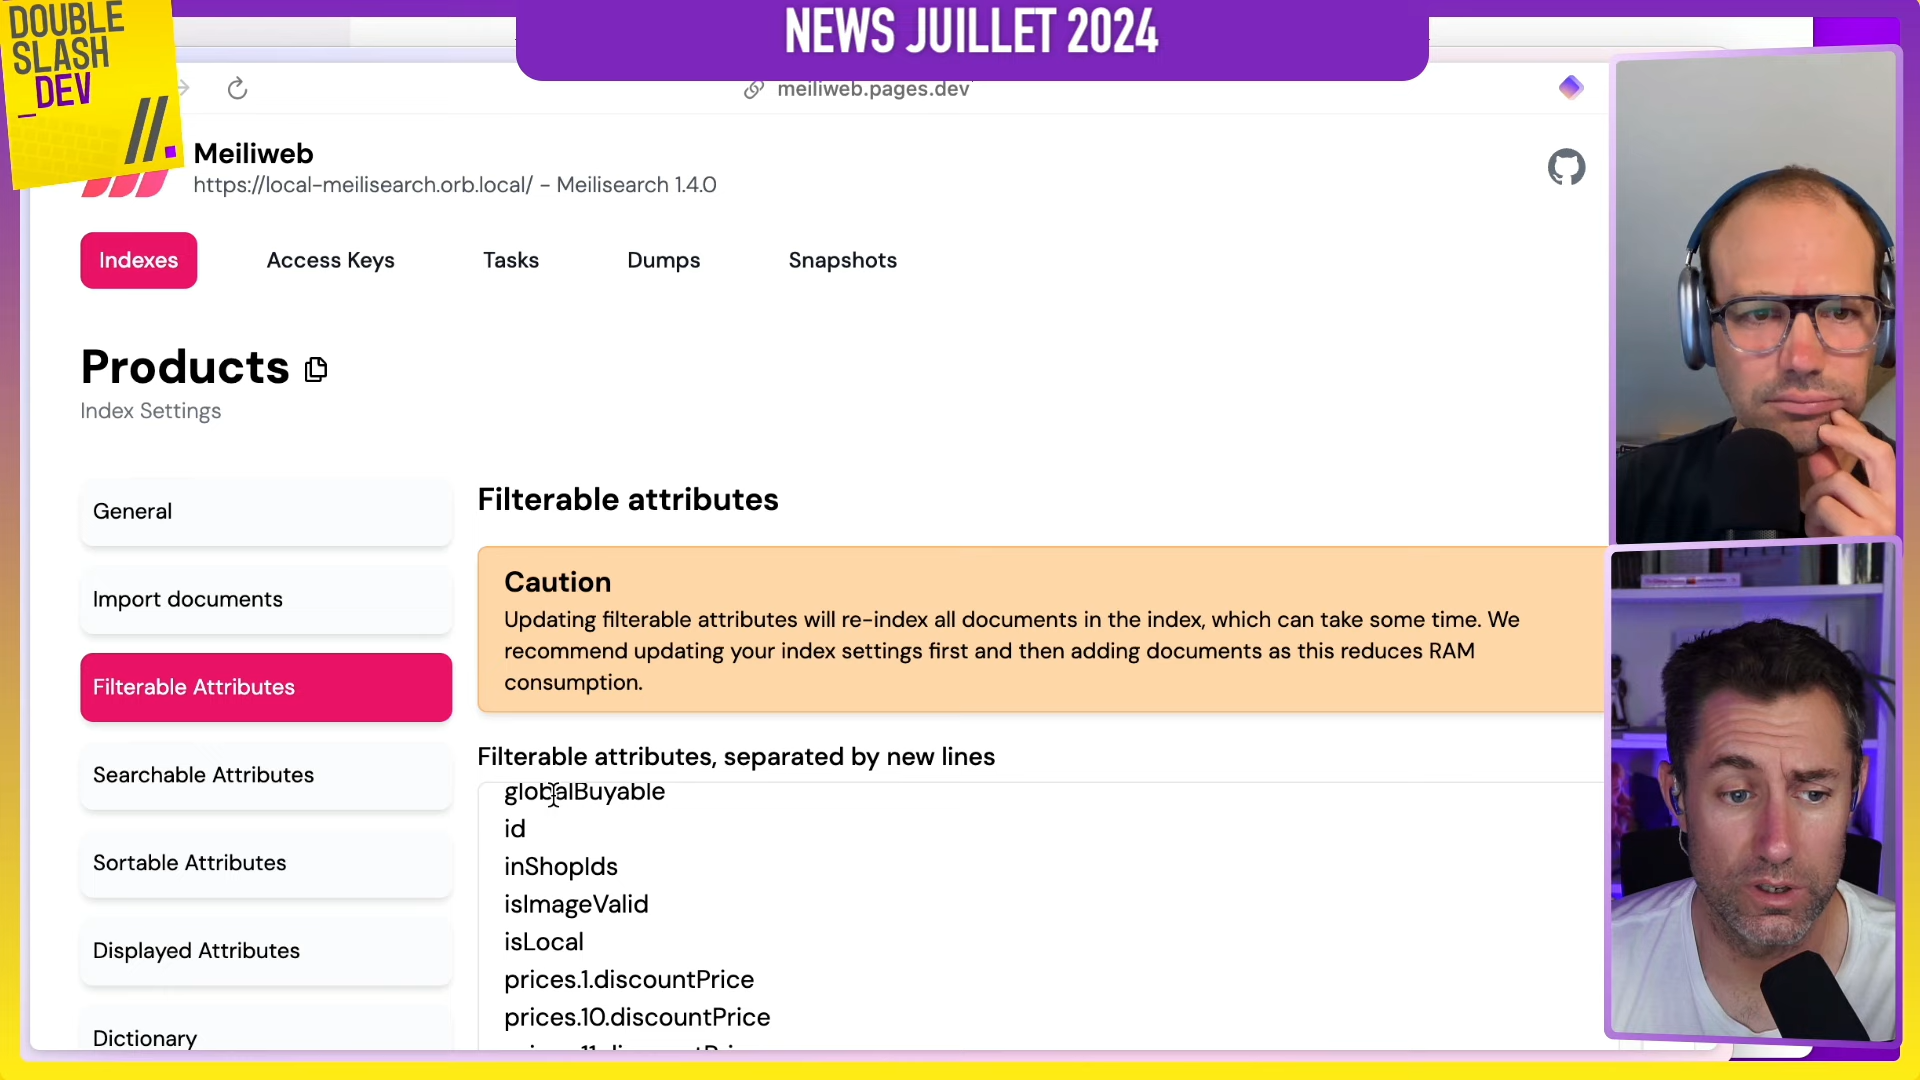 DOUBLE
SLASH
_DEV
//.
NEWS JUILLET 2024
meiliweb.pages.dev
Meiliweb
https://local-meilisearch.orb.local/ - Meilisearch 1.4.0
Indexes
Access Keys
Tasks
Dumps
Snapshots
Products
Index Settings
General
Import documents
Filterable Attributes
Searchable Attributes
Sortable Attributes
Displayed Attributes
Dictionary
Filterable attributes
Caution
Updating filterable attributes will re-index all documents in the index, which can take some time. We
recommend updating your index settings first and then adding documents as this reduces RAM
consumption.
Filterable attributes, separated by new lines
globalBuyable
id
inShopIds
isImageValid
isLocal
prices.1.discountPrice
prices.10.discountPrice